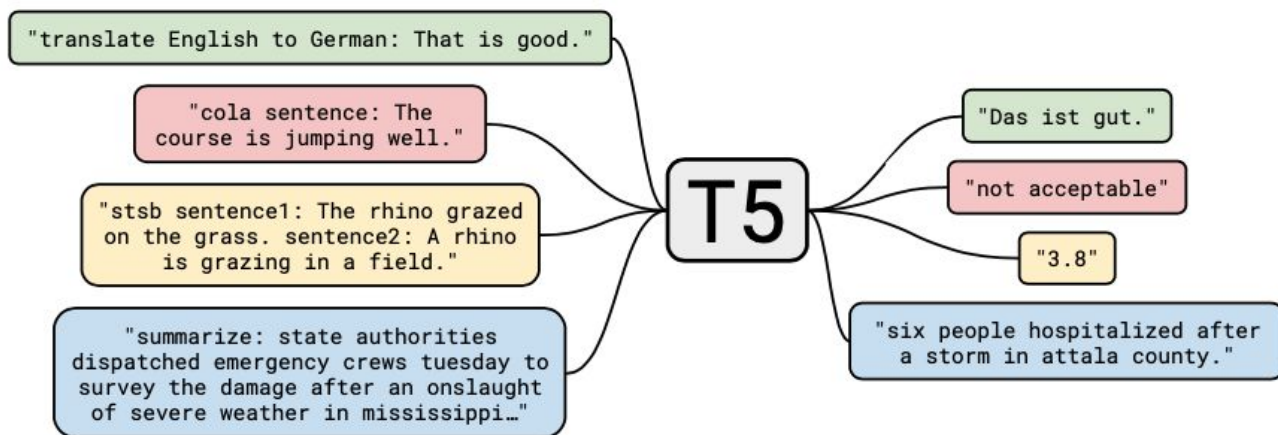 "translate English to German: That is good."
"cola sentence: The
course is jumping well."
"stsb sentence1: The rhino grazed
on the grass. sentence2: A rhino
is grazing in a field."
"summarize: state authorities
dispatched emergency crews tuesday to
survey the damage after an onslaught
of severe weather in mississippi…"
T5
"Das ist gut."
"not acceptable"
"3.8"
"six people hospitalized after
a storm in attala county."